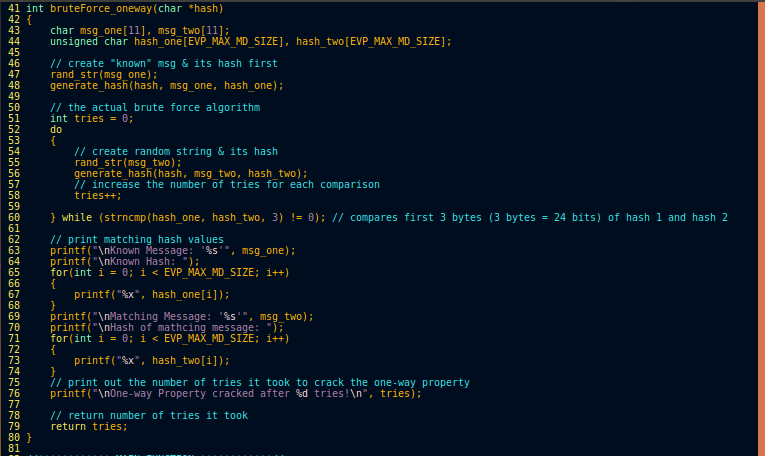 41 int bruteForce_oneway(char *hash)
42 {
43     char msg_one[11], msg_two[11];
44     unsigned char hash_one[EVP_MAX_MD_SIZE], hash_two[EVP_MAX_MD_SIZE];
45
46     // create "known" msg & its hash first
47     rand_str(msg_one);
48     generate_hash(hash, msg_one, hash_one);
49
50     // the actual brute force algorithm
51     int tries = 0;
52     do
53     {
54         // create random string & its hash
55         rand_str(msg_two);
56         generate_hash(hash, msg_two, hash_two);
57         // increase the number of tries for each comparison
58         tries++;
59
60     } while (strncmp(hash_one, hash_two, 3) != 0); // compares first 3 bytes (3 bytes = 24 bits) of hash 1 and hash 2
61
62     // print matching hash values
63     printf("\nKnown Message: '%s'", msg_one);
64     printf("\nKnown Hash: ");
65     for(int i = 0; i < EVP_MAX_MD_SIZE; i++)
66     {
67         printf("%x", hash_one[i]);
68     }
69     printf("\nMatching Message: '%s'", msg_two);
70     printf("\nHash of mathcing message: ");
71     for(int i = 0; i < EVP_MAX_MD_SIZE; i++)
72     {
73         printf("%x", hash_two[i]);
74     }
75     // print out the number of tries it took to crack the one-way property
76     printf("\nOne-way Property cracked after %d tries!\n", tries);
77
78     // return number of tries it took
79     return tries;
80 }
81